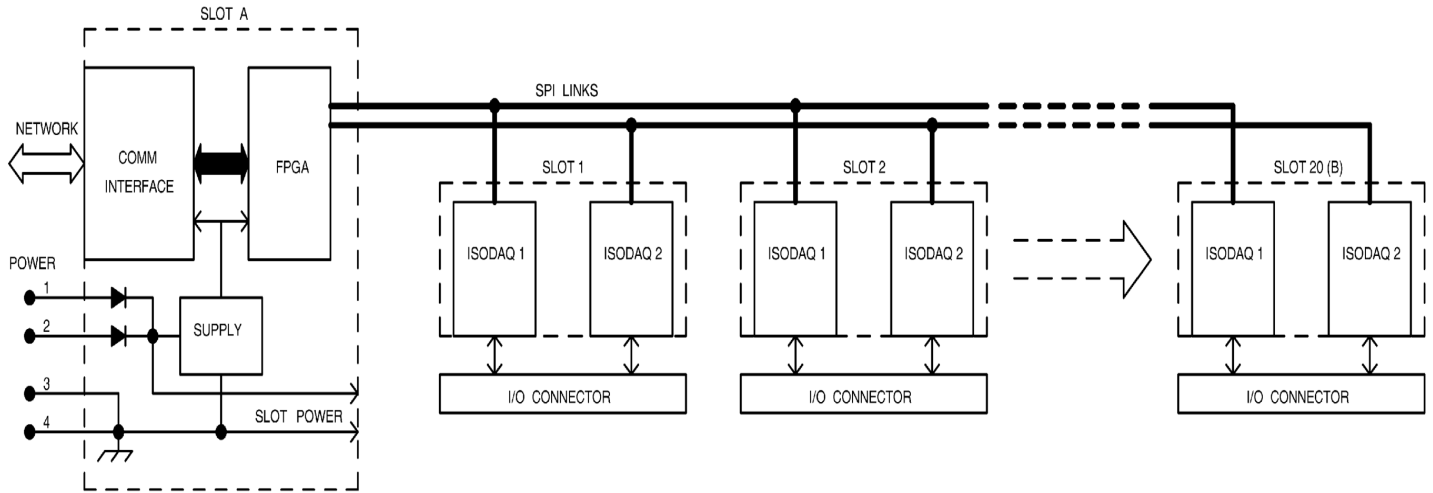 SLOT A
NETWORK
COMM
INTERFACE
FPGA
POWER
1
2
3
4
SUPPLY
SLOT POWER
SPI LINKS
SLOT 1
ISODAQ 1
ISODAQ 2
I/O CONNECTOR
SLOT 2
ISODAQ 1
ISODAQ 2
I/O CONNECTOR
SLOT 20 (B)
ISODAQ 1
ISODAQ 2
I/O CONNECTOR